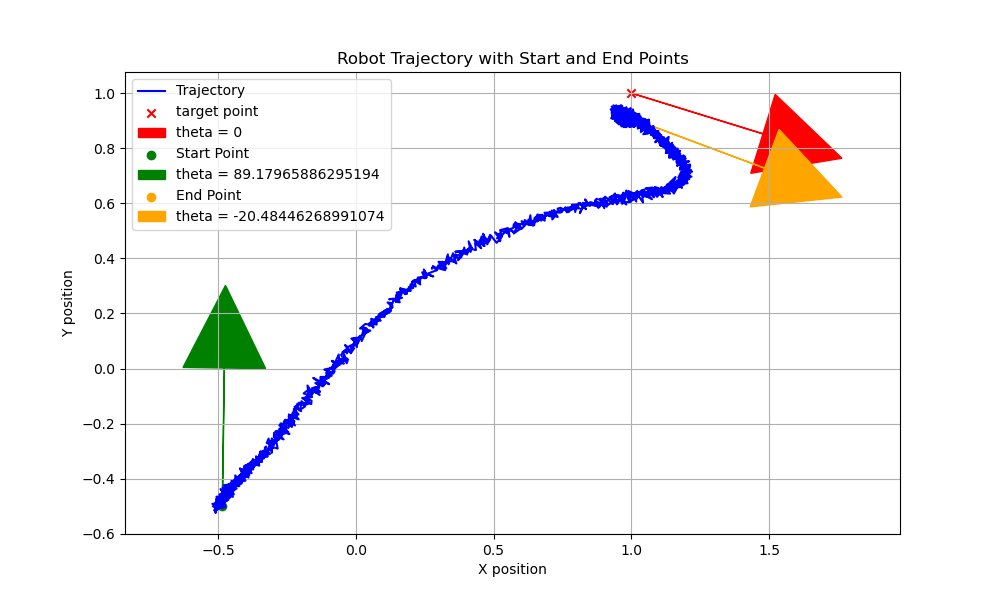 Robot Trajectory with Start and End Points
Trajectory
target point
theta = 0
Start Point
theta = 89.17965886295194
End Point
theta = -20.48446268991074
1.0
0.8
0.6
0.4
0.2
0.0
−0.2
−0.4
−0.6
Y position
−0.5
0.0
0.5
1.0
1.5
X position